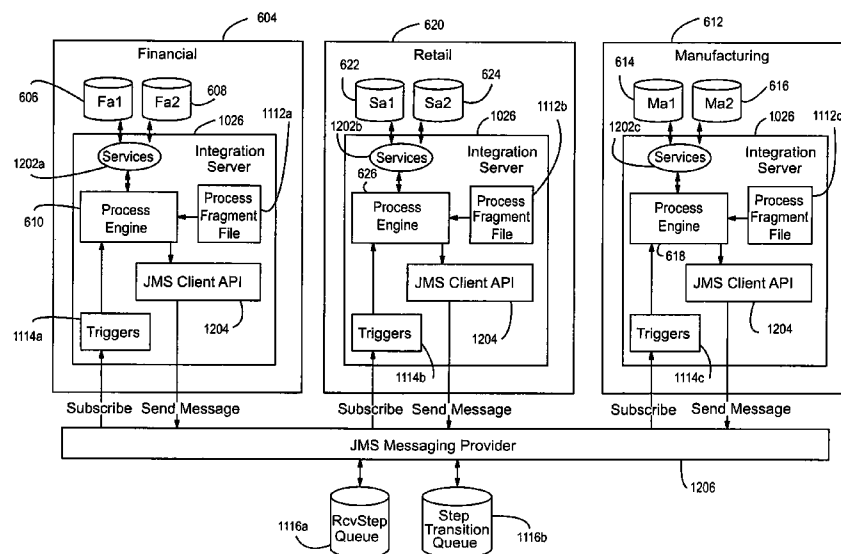 604
620
612
Financial
Retail
Manufacturing
606
Fa1
Fa2
608
622
Sa1
Sa2
624
614
Ma1
Ma2
616
1026
1112a
1026
1112b
1026
1112c
1202a
Services
Integration
Server
1202b
Services
Integration
Server
1202c
Services
Integration
Server
610
Process
Engine
Process
Fragment
File
626
Process
Engine
Process
Fragment
File
618
Process
Engine
Process
Fragment
File
JMS Client API
JMS Client API
JMS Client API
1204
1204
1204
1114a
Triggers
Triggers
1114b
Triggers
1114c
Subscribe
Send Message
Subscribe
Send Message
Subscribe
Send Message
JMS Messaging Provider
1206
1116a
RcvStep
Queue
Step
Transition
Queue
1116b